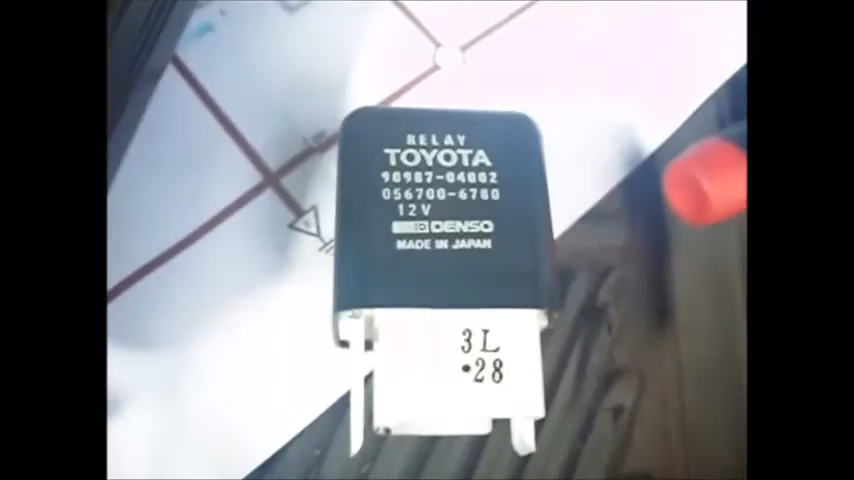 RELAY
TOYOTA
90987-04002
056700-6780
12V
DENSO
MADE IN JAPAN
3L
•28